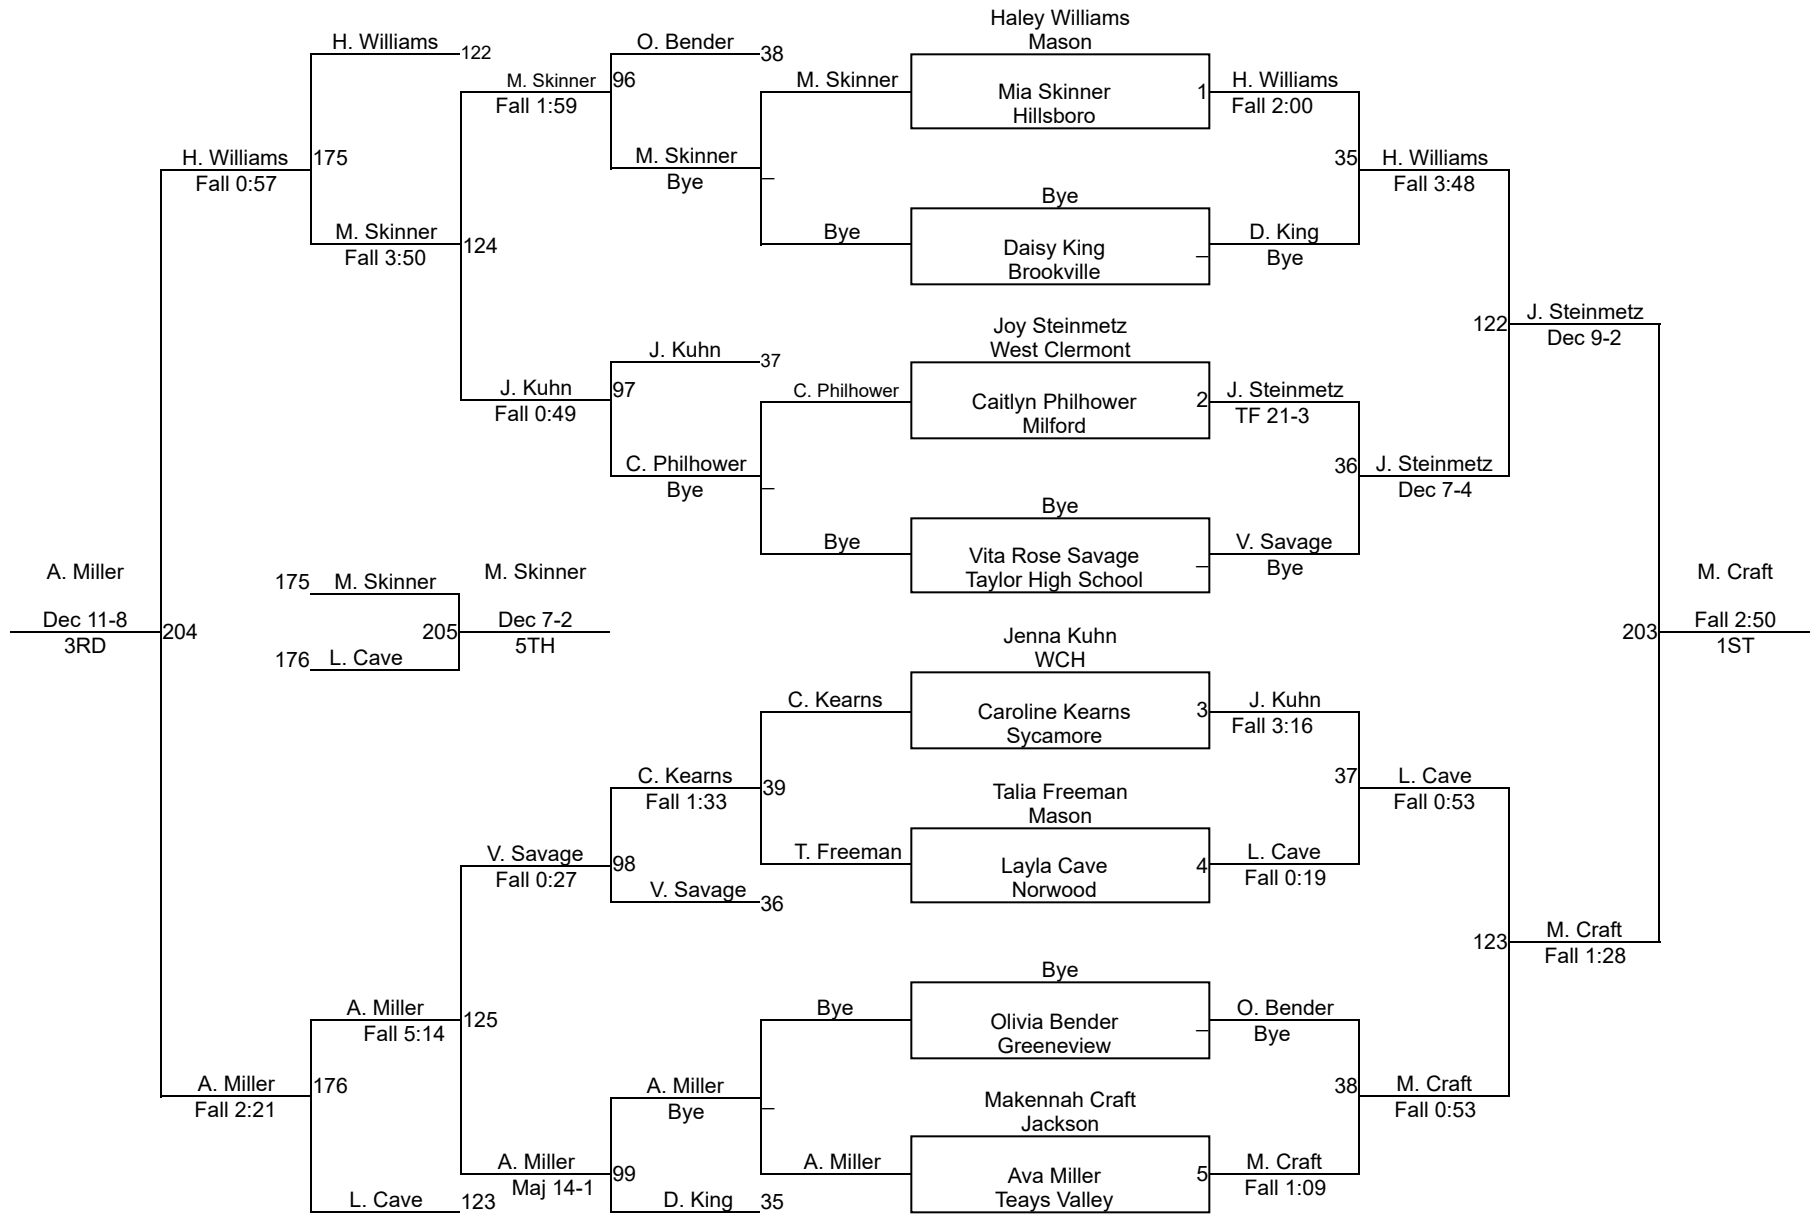 Haley Williams
Mason
H. Williams
122
O. Bender
38
M. Skinner
96
Fall 1:59
M. Skinner
Mia Skinner
Hillsboro
1
H. Williams
Fall 2:00
H. Williams
175
Fall 0:57
M. Skinner
Bye
_
35
H. Williams
Fall 3:48
Bye
M. Skinner
124
Fall 3:50
Bye
Daisy King
Brookville
_
D. King
Bye
Joy Steinmetz
West Clermont
122
J. Steinmetz
Dec 9-2
J. Kuhn
37
J. Kuhn
97
Fall 0:49
C. Philhower
Caitlyn Philhower
Milford
2
J. Steinmetz
TF 21-3
C. Philhower
Bye
_
36
J. Steinmetz
Dec 7-4
Bye
Bye
Vita Rose Savage
Taylor High School
_
V. Savage
Bye
A. Miller
Dec 11-8
3RD
204
175
M. Skinner
176
L. Cave
205
M. Skinner
Dec 7-2
5TH
203
M. Craft
Fall 2:50
1ST
Jenna Kuhn
WCH
C. Kearns
Caroline Kearns
Sycamore
3
J. Kuhn
Fall 3:16
C. Kearns
Fall 1:33
39
37
L. Cave
Fall 0:53
Talia Freeman
Mason
V. Savage
98
Fall 0:27
T. Freeman
Layla Cave
Norwood
4
L. Cave
Fall 0:19
V. Savage
36
123
M. Craft
Fall 1:28
Bye
A. Miller
125
Fall 5:14
Bye
Olivia Bender
Greeneview
_
O. Bender
Bye
A. Miller
176
Fall 2:21
A. Miller
Bye
_
38
M. Craft
Fall 0:53
Makennah Craft
Jackson
A. Miller
99
Maj 14-1
A. Miller
Ava Miller
Teays Valley
5
M. Craft
Fall 1:09
L. Cave
123
D. King
35